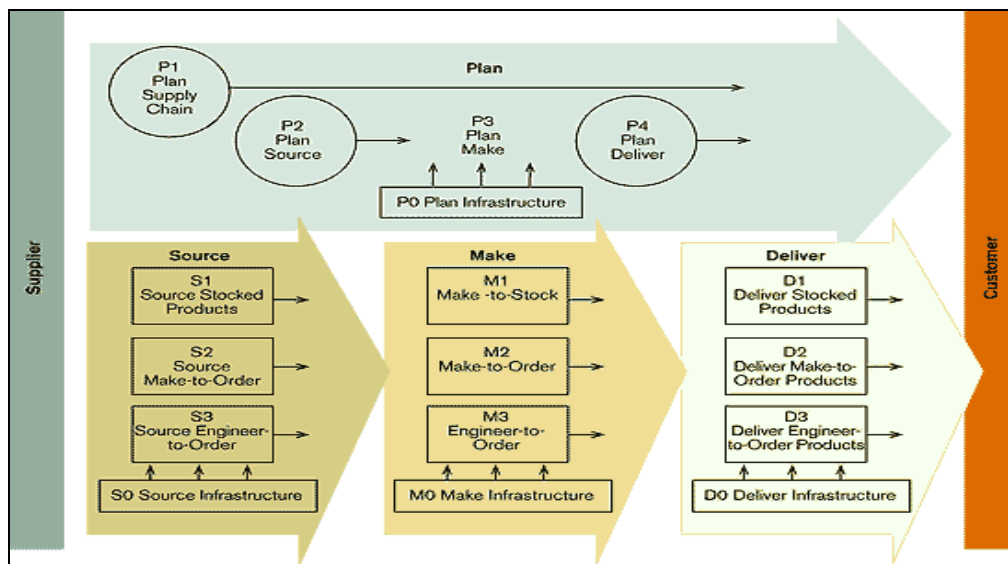 Supplier
Customer
Plan
P1
Plan
Supply
Chain
P2
Plan
Source
P3
Plan
Make
P4
Plan
Deliver
P0 Plan Infrastructure
Source
S1
Source Stocked
Products
S2
Source
Make-to-Order
S3
Source Engineer-
to-Order
S0 Source Infrastructure
Make
M1
Make -to-Stock
M2
Make-to-Order
M3
Engineer-to-
Order
M0 Make Infrastructure
Deliver
D1
Deliver Stocked
Products
D2
Deliver Make-to-
Order Products
D3
Deliver Engineer-
to-Order Products
D0 Deliver Infrastructure